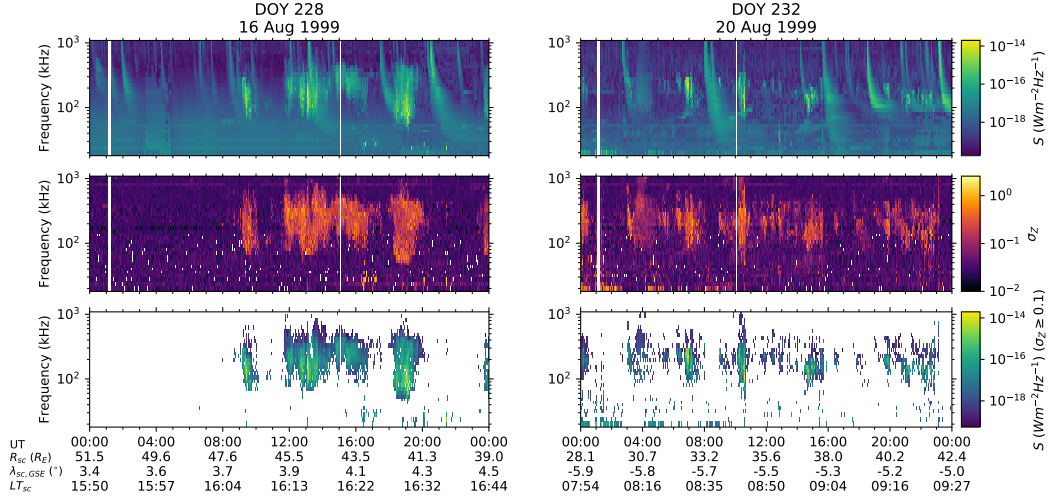 DOY 228
16 Aug 1999
DOY 232
20 Aug 1999
Frequency (kHz)
10³
10²
10⁻¹⁴
10⁻¹⁶
10⁻¹⁸
S (Wm⁻²Hz⁻¹)
Frequency (kHz)
10³
10²
10⁰
10⁻¹
10⁻²
σ_Z
Frequency (kHz)
10³
10²
10⁻¹⁴
10⁻¹⁶
10⁻¹⁸
S (Wm⁻²Hz⁻¹) (σ_Z ≥ 0.1)
UT 00:00 04:00 08:00 12:00 16:00 20:00 00:00 00:00 04:00 08:00 12:00 16:00 20:00 00:00
R_sc (R_E) 51.5 49.6 47.6 45.5 43.5 41.3 39.0 28.1 30.7 33.2 35.6 38.0 40.2 42.4
λ_sc,GSE (°) 3.4 3.6 3.7 3.9 4.1 4.3 4.5 -5.9 -5.8 -5.7 -5.5 -5.3 -5.2 -5.0
LT_sc 15:50 15:57 16:04 16:13 16:22 16:32 16:44 07:54 08:16 08:35 08:50 09:04 09:16 09:27